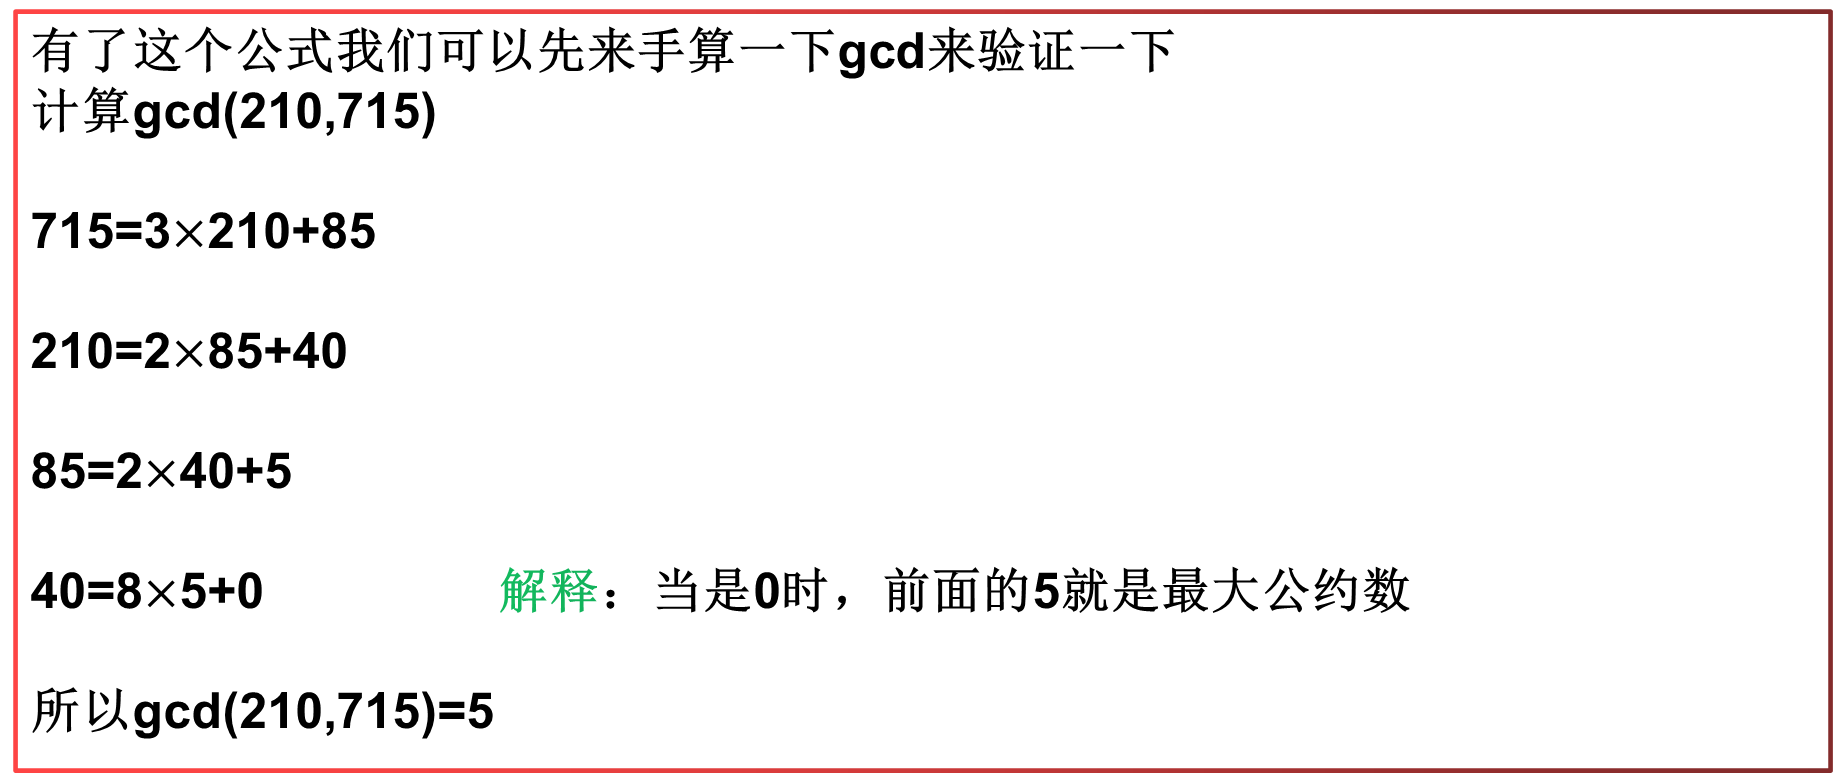 有了这个公式我们可以先来手算一下gcd来验证一下
计算gcd(210,715)
715=3×210+85
210=2×85+40
85=2×40+5
40=8×5+0 解释：当是0时，前面的5就是最大公约数
所以gcd(210,715)=5